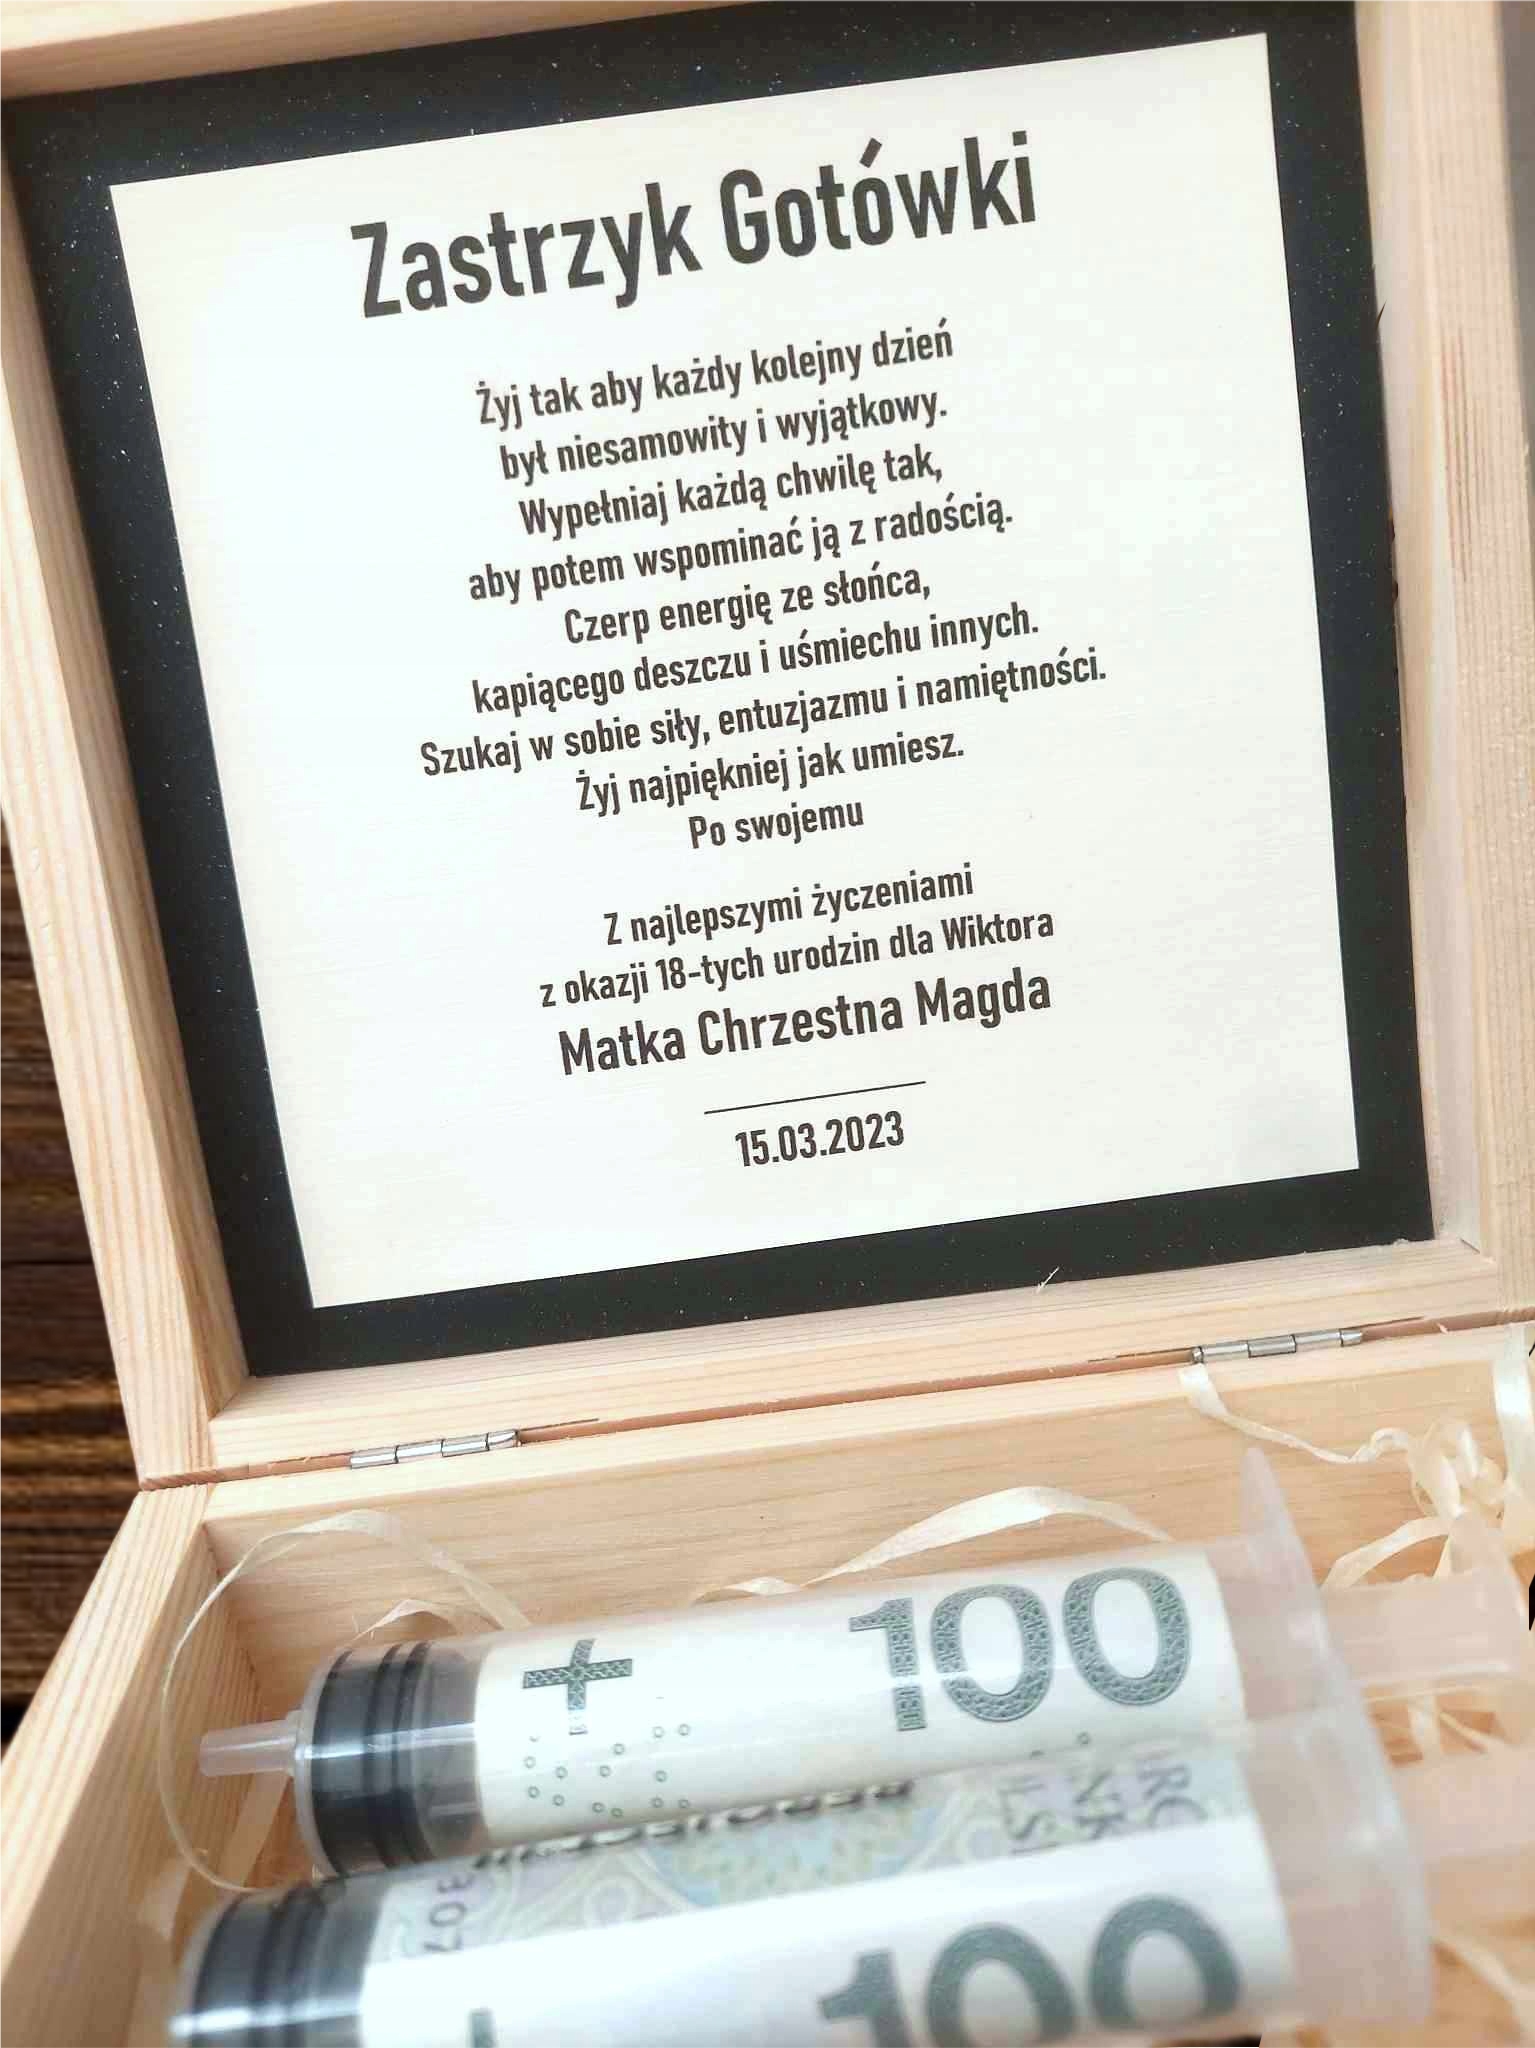 Zastrzyk Gotówki
Żyj tak aby każdy kolejny dzień
był niesamowity i wyjątkowy.
Wypełniaj każdą chwilę tak,
aby potem wspominać ją z radością.
Czerp energię ze słońca,
kapiącego deszczu i uśmiechu innych.
Szukaj w sobie siły, entuzjazmu i namiętności.
Żyj najpiękniej jak umiesz.
Po swojemu
Z najlepszymi życzeniami
z okazji 18-tych urodzin dla Wiktora
Matka Chrzestna Magda
15.03.2023
100
100